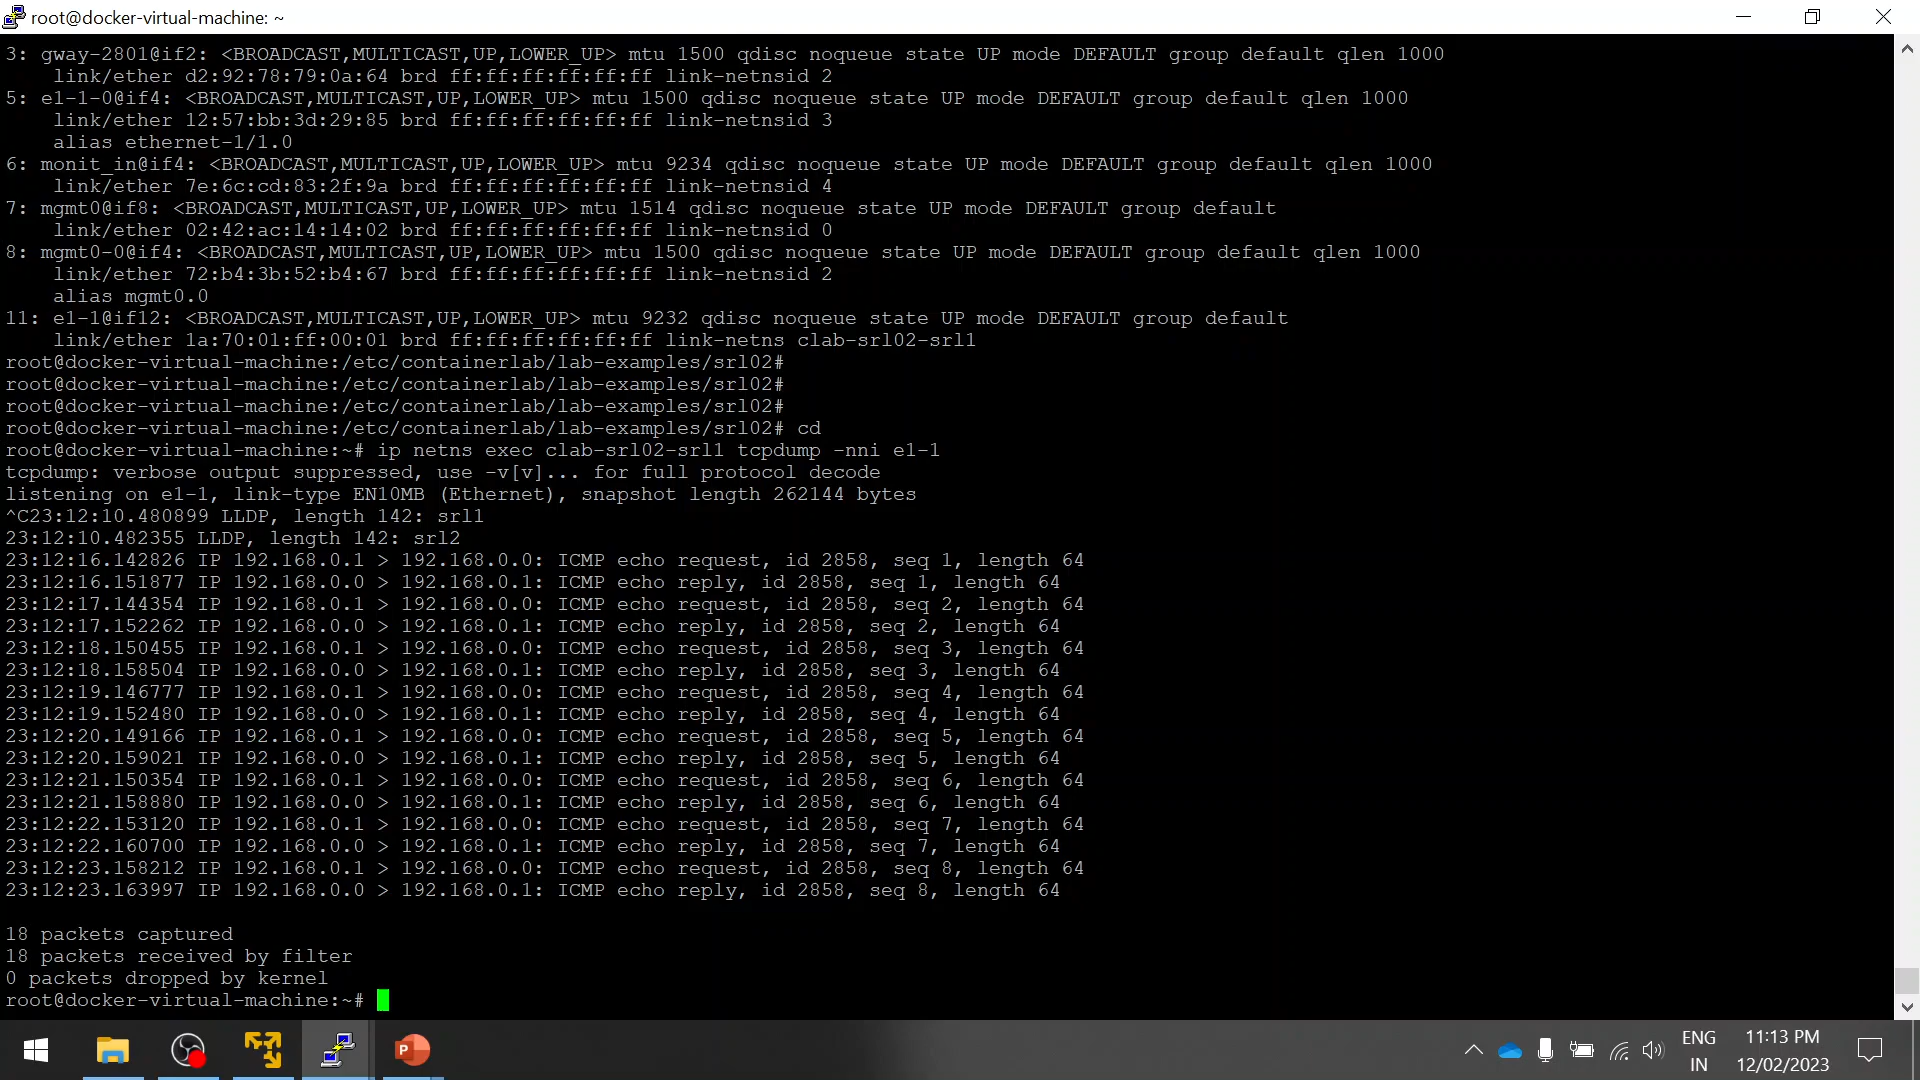 root@docker-virtual-machine: ~
3: gway-2801@if2: <BROADCAST,MULTICAST,UP,LOWER_UP> mtu 1500 qdisc noqueue state UP mode DEFAULT group default qlen 1000
    link/ether d2:92:78:79:0a:64 brd ff:ff:ff:ff:ff:ff link-netnsid 2
5: e1-1-0@if4: <BROADCAST,MULTICAST,UP,LOWER_UP> mtu 1500 qdisc noqueue state UP mode DEFAULT group default qlen 1000
    link/ether 12:57:bb:3d:29:85 brd ff:ff:ff:ff:ff:ff link-netnsid 3
    alias ethernet-1/1.0
6: monit_in@if4: <BROADCAST,MULTICAST,UP,LOWER_UP> mtu 9234 qdisc noqueue state UP mode DEFAULT group default qlen 1000
    link/ether 7e:6c:cd:83:2f:9a brd ff:ff:ff:ff:ff:ff link-netnsid 4
7: mgmt0@if8: <BROADCAST,MULTICAST,UP,LOWER_UP> mtu 1514 qdisc noqueue state UP mode DEFAULT group default
    link/ether 02:42:ac:14:14:02 brd ff:ff:ff:ff:ff:ff link-netnsid 0
8: mgmt0-0@if4: <BROADCAST,MULTICAST,UP,LOWER_UP> mtu 1500 qdisc noqueue state UP mode DEFAULT group default qlen 1000
    link/ether 72:b4:3b:52:b4:67 brd ff:ff:ff:ff:ff:ff link-netnsid 2
    alias mgmt0.0
11: e1-1@if12: <BROADCAST,MULTICAST,UP,LOWER_UP> mtu 9232 qdisc noqueue state UP mode DEFAULT group default
    link/ether 1a:70:01:ff:00:01 brd ff:ff:ff:ff:ff:ff link-netns clab-srl02-srl1
root@docker-virtual-machine:/etc/containerlab/lab-examples/srl02#
root@docker-virtual-machine:/etc/containerlab/lab-examples/srl02#
root@docker-virtual-machine:/etc/containerlab/lab-examples/srl02#
root@docker-virtual-machine:/etc/containerlab/lab-examples/srl02# cd
root@docker-virtual-machine:~# ip netns exec clab-srl02-srl1 tcpdump -nni e1-1
tcpdump: verbose output suppressed, use -v[v]... for full protocol decode
listening on e1-1, link-type EN10MB (Ethernet), snapshot length 262144 bytes
^C23:12:10.480899 LLDP, length 142: srl1
23:12:10.482355 LLDP, length 142: srl2
23:12:16.142826 IP 192.168.0.1 > 192.168.0.0: ICMP echo request, id 2858, seq 1, length 64
23:12:16.151877 IP 192.168.0.0 > 192.168.0.1: ICMP echo reply, id 2858, seq 1, length 64
23:12:17.144354 IP 192.168.0.1 > 192.168.0.0: ICMP echo request, id 2858, seq 2, length 64
23:12:17.152262 IP 192.168.0.0 > 192.168.0.1: ICMP echo reply, id 2858, seq 2, length 64
23:12:18.150455 IP 192.168.0.1 > 192.168.0.0: ICMP echo request, id 2858, seq 3, length 64
23:12:18.158504 IP 192.168.0.0 > 192.168.0.1: ICMP echo reply, id 2858, seq 3, length 64
23:12:19.146777 IP 192.168.0.1 > 192.168.0.0: ICMP echo request, id 2858, seq 4, length 64
23:12:19.152480 IP 192.168.0.0 > 192.168.0.1: ICMP echo reply, id 2858, seq 4, length 64
23:12:20.149166 IP 192.168.0.1 > 192.168.0.0: ICMP echo request, id 2858, seq 5, length 64
23:12:20.159021 IP 192.168.0.0 > 192.168.0.1: ICMP echo reply, id 2858, seq 5, length 64
23:12:21.150354 IP 192.168.0.1 > 192.168.0.0: ICMP echo request, id 2858, seq 6, length 64
23:12:21.158880 IP 192.168.0.0 > 192.168.0.1: ICMP echo reply, id 2858, seq 6, length 64
23:12:22.153120 IP 192.168.0.1 > 192.168.0.0: ICMP echo request, id 2858, seq 7, length 64
23:12:22.160700 IP 192.168.0.0 > 192.168.0.1: ICMP echo reply, id 2858, seq 7, length 64
23:12:23.158212 IP 192.168.0.1 > 192.168.0.0: ICMP echo request, id 2858, seq 8, length 64
23:12:23.163997 IP 192.168.0.0 > 192.168.0.1: ICMP echo reply, id 2858, seq 8, length 64
18 packets captured
18 packets received by filter
0 packets dropped by kernel
root@docker-virtual-machine:~#
P
ENG
IN
11:13 PM
12/02/2023